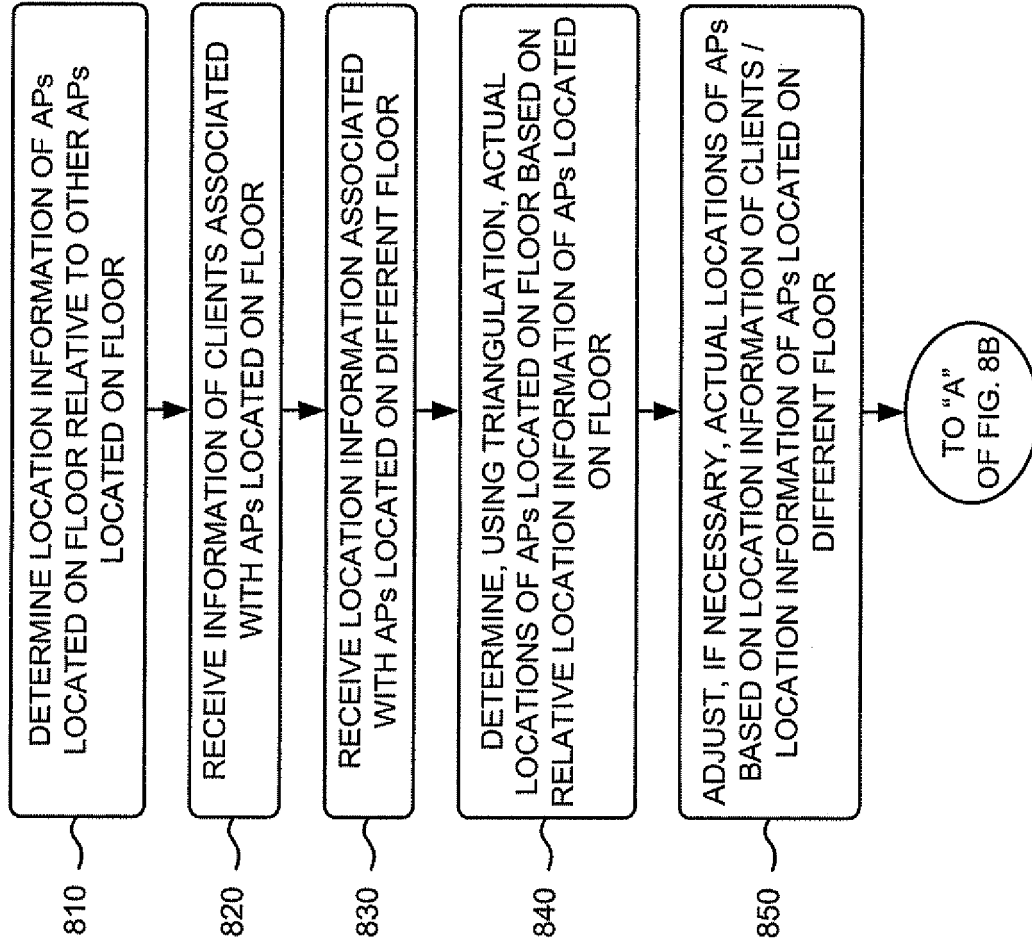 810
DETERMINE LOCATION INFORMATION OF APs
LOCATED ON FLOOR RELATIVE TO OTHER APs
LOCATED ON FLOOR
820
RECEIVE INFORMATION OF CLIENTS ASSOCIATED
WITH APs LOCATED ON FLOOR
830
RECEIVE LOCATION INFORMATION ASSOCIATED
WITH APs LOCATED ON DIFFERENT FLOOR
840
DETERMINE, USING TRIANGULATION, ACTUAL
LOCATIONS OF APs LOCATED ON FLOOR BASED ON
RELATIVE LOCATION INFORMATION OF APs LOCATED
ON FLOOR
850
ADJUST, IF NECESSARY, ACTUAL LOCATIONS OF APs
BASED ON LOCATION INFORMATION OF CLIENTS /
LOCATION INFORMATION OF APs LOCATED ON
DIFFERENT FLOOR
TO "A"
OF FIG. 8B